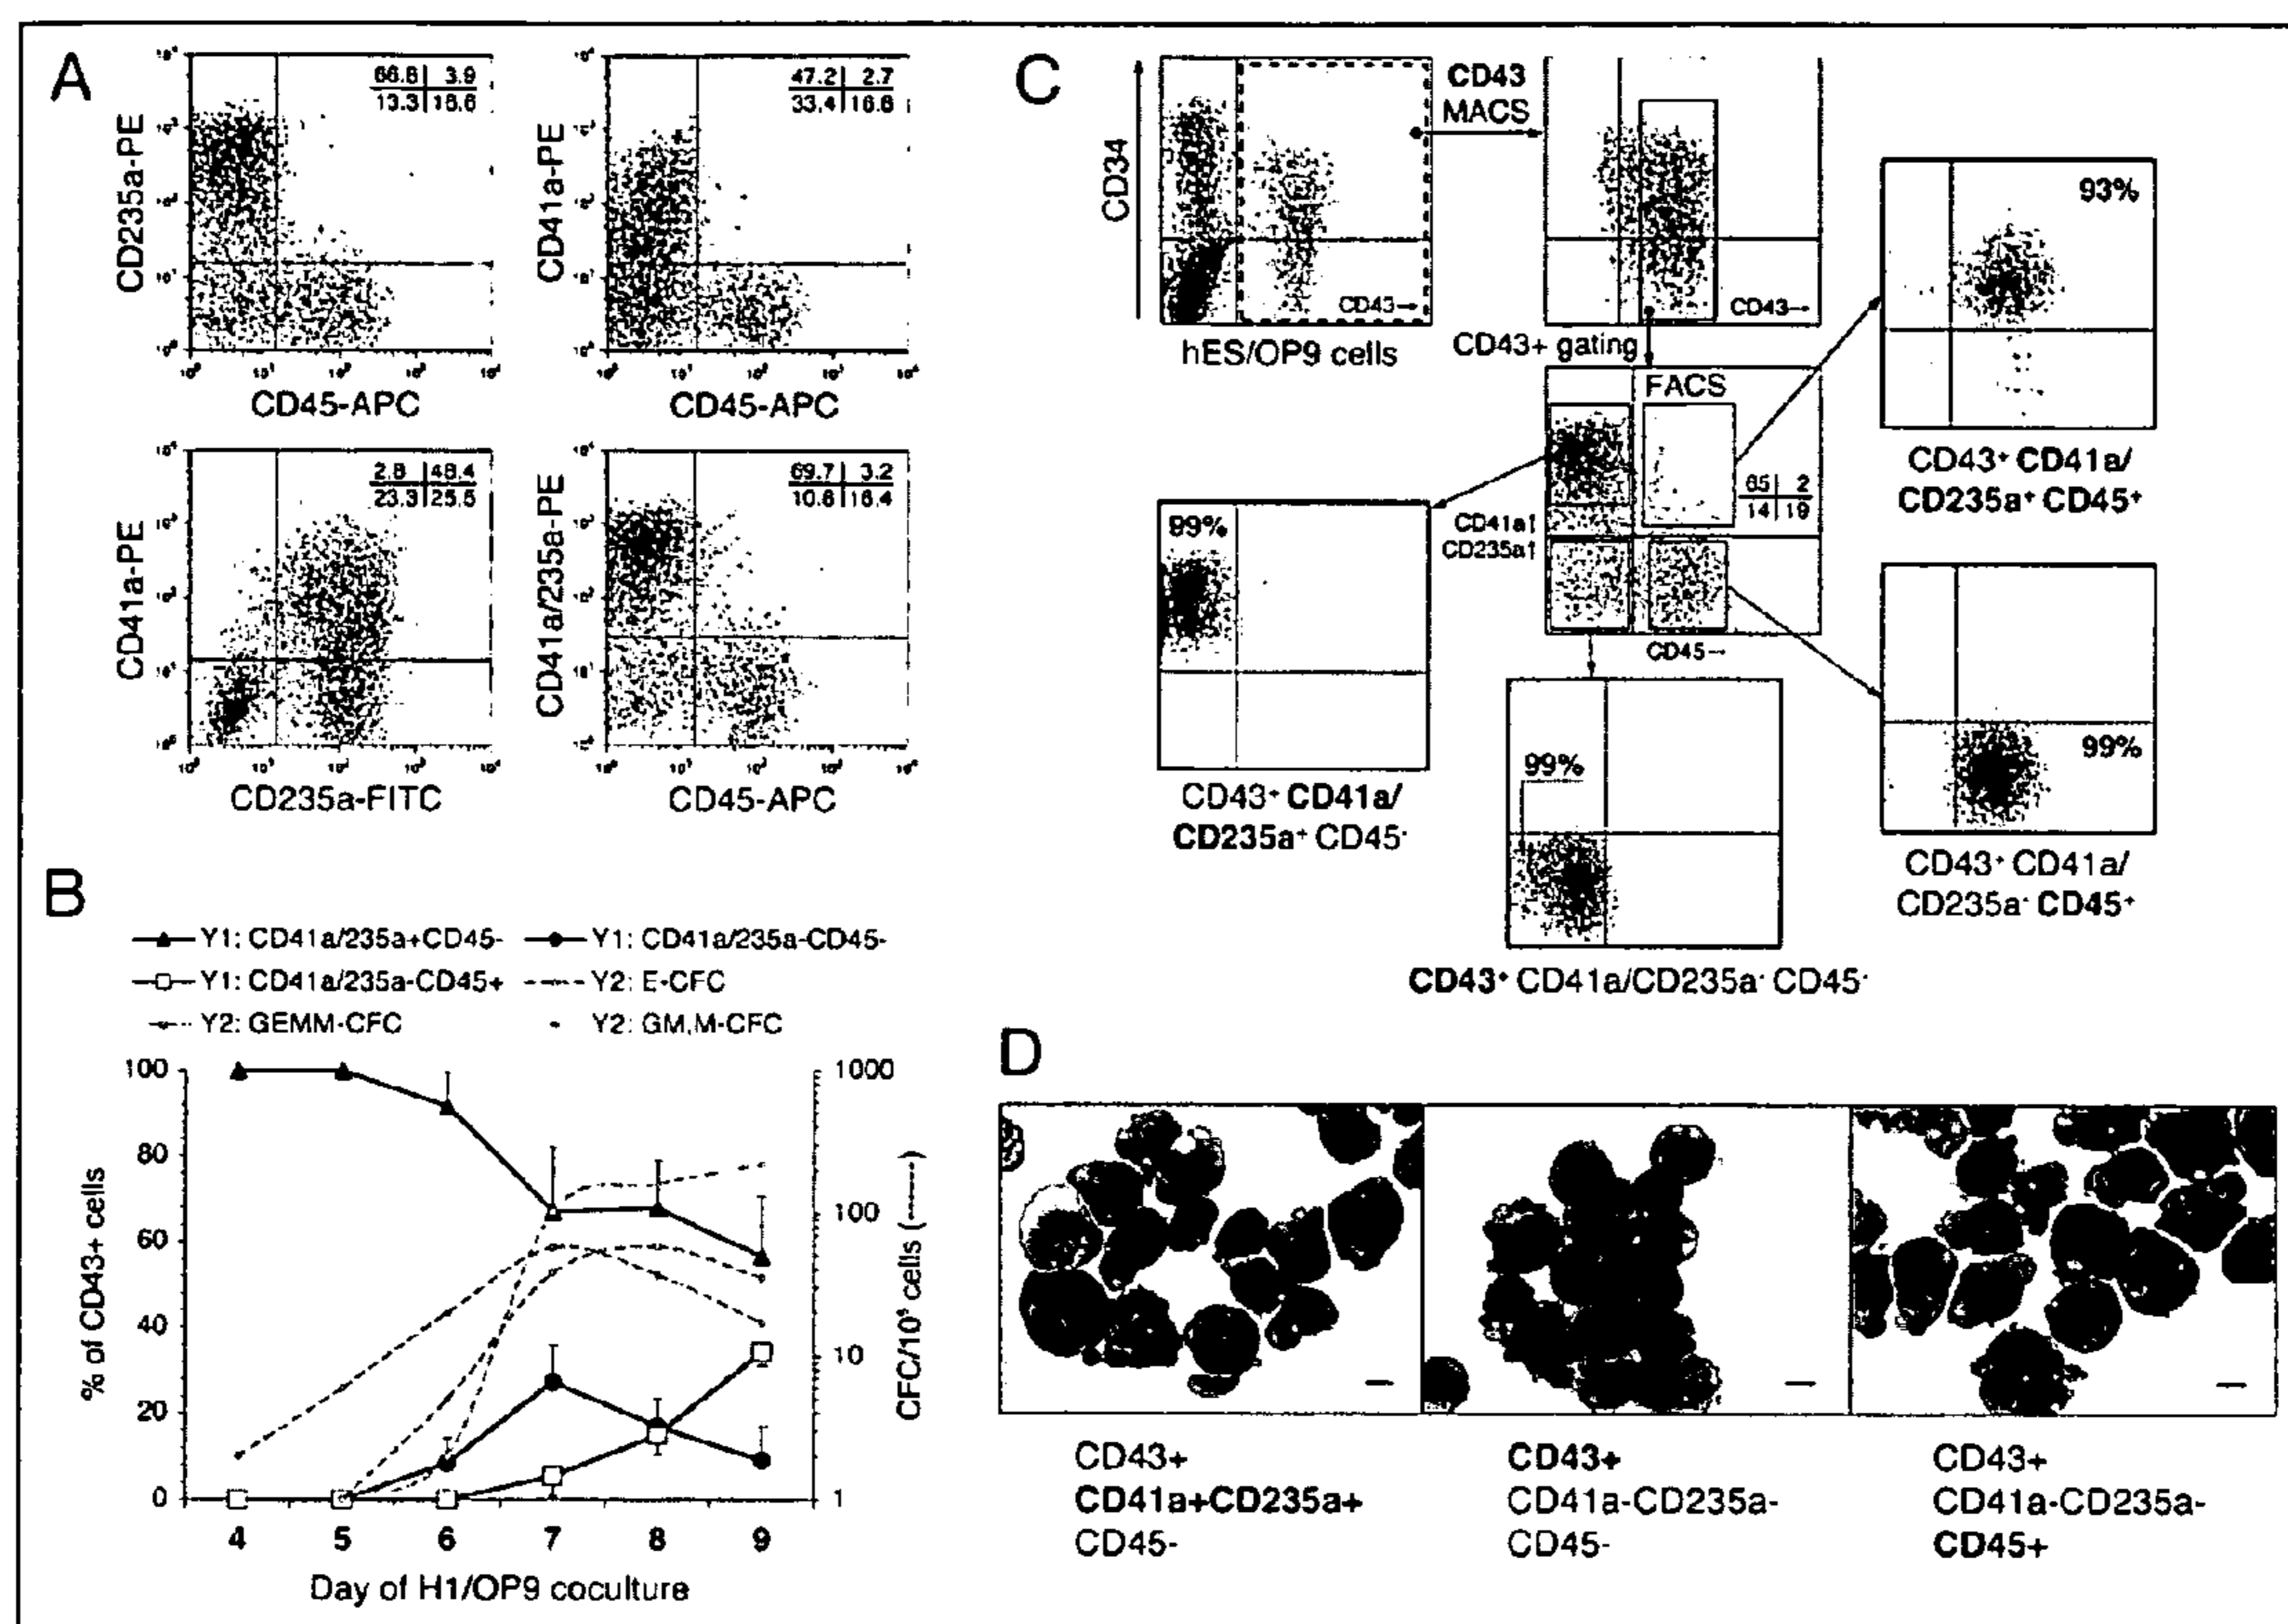 A
CD235a-PE
66.8 3.9
13.3 16.6
CD45-APC
CD41a-PE
47.2 2.7
33.4 16.6
CD45-APC
CD41a-PE
2.8 48.4
23.3 25.5
CD235a-FITC
CD41a/235a-PE
69.7 3.2
10.6 16.4
CD45-APC
B
Y1: CD41a/235a+CD45- Y1: CD41a/235a-CD45-
Y1: CD41a/235a-CD45+ Y2: E-CFC
Y2: GEMM-CFC Y2: GM,M-CFC
% of CD43+ cells
100
80
60
40
20
0
1000
100
10
1
CFC/10⁶ cells (------)
4 5 6 7 8 9
Day of H1/OP9 coculture
C
CD34
CD43→
hES/OP9 cells
CD43
MACS
CD43→
CD43+ gating
FACS
65 2
14 19
CD41a↑
CD235a↑
CD45→
93%
CD43+ CD41a/
CD235a+ CD45+
99%
CD43+ CD41a/
CD235a+ CD45-
99%
CD43+ CD41a/CD235a- CD45-
99%
CD43+ CD41a/
CD235a- CD45+
D
CD43+
CD41a+CD235a+
CD45-
CD43+
CD41a-CD235a-
CD45-
CD43+
CD41a-CD235a-
CD45+